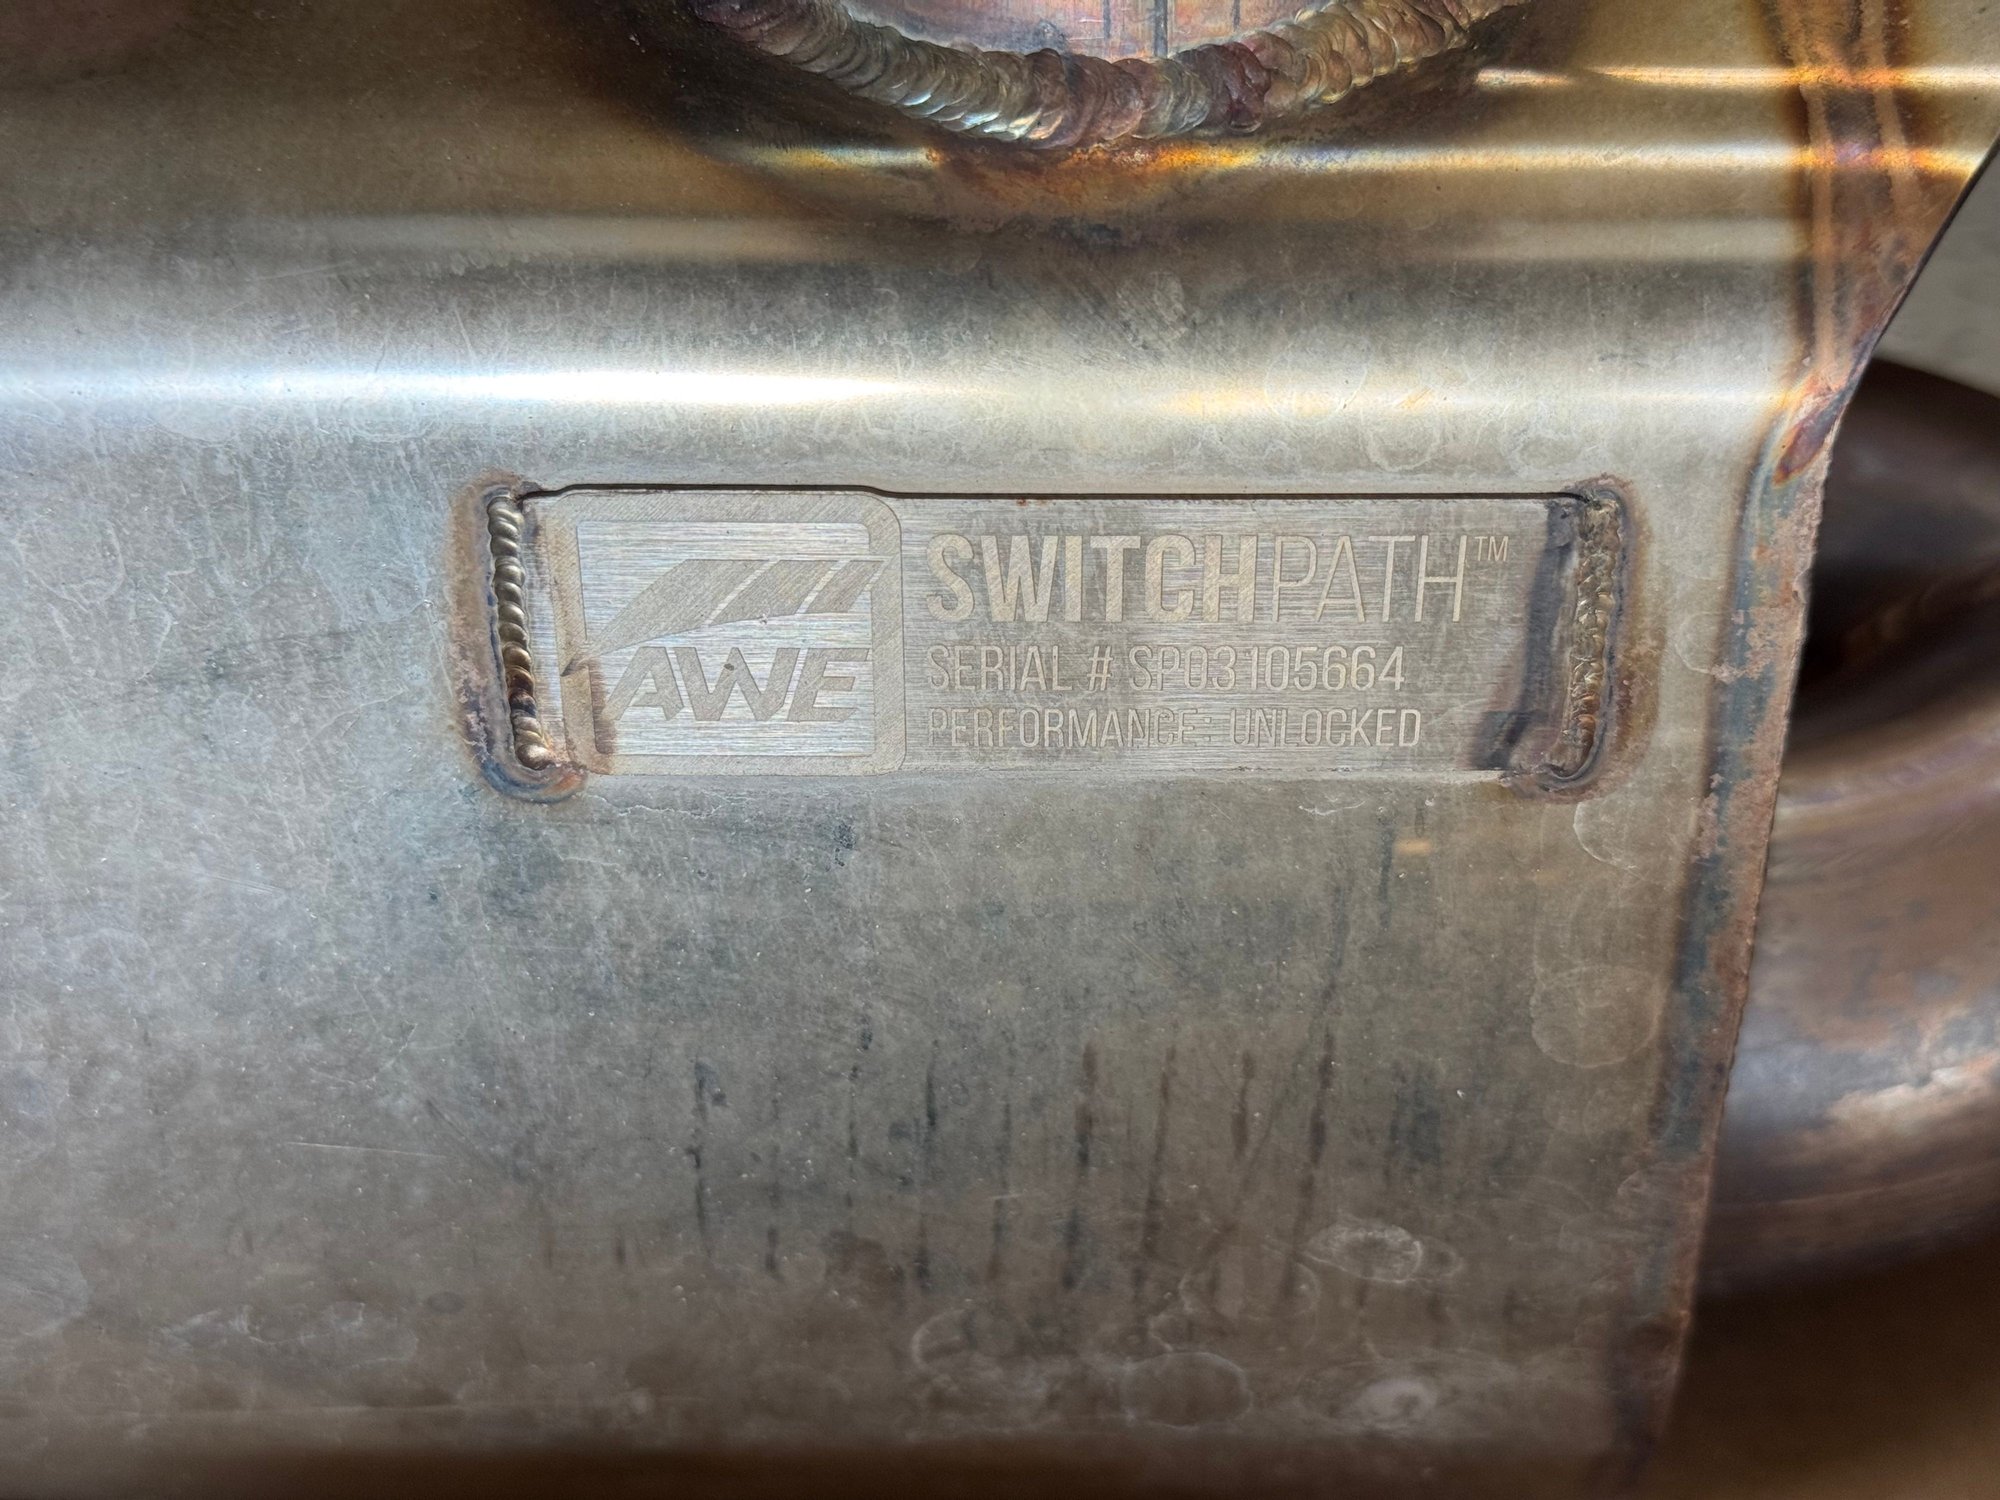 AWE
SWITCHPATH™
SERIAL # SP03105664
PERFORMANCE: UNLOCKED